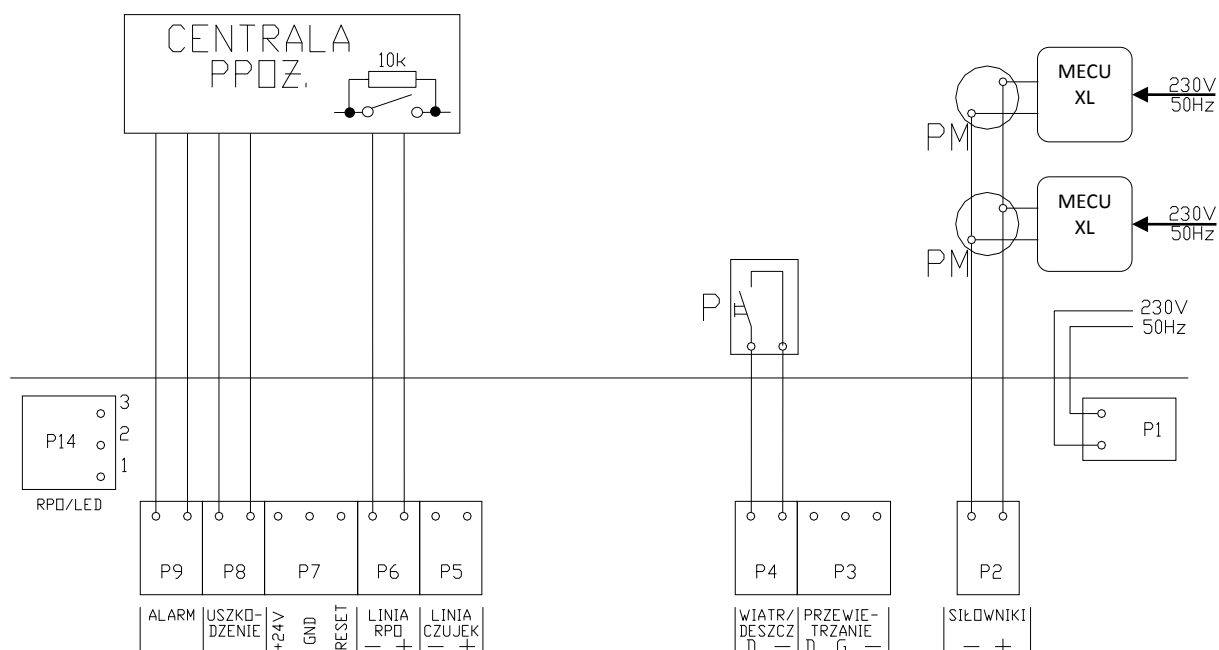 CENTRALA
PPOŻ.
10k
MECU
XL
230V
50Hz
PM
MECU
XL
230V
50Hz
PM
P
230V
50Hz
P14
3
2
1
RPO/LED
P1
P9
P8
P7
P6
P5
P4
P3
P2
ALARM
USZKO-
DZENIE
+24V
GND
RESET
LINIA
RPO
- +
LINIA
CZUJEK
- +
WIATR/
DESZCZ
D -
PRZEWIE-
TRZANIE
D G -
SIŁOWNIKI
- +